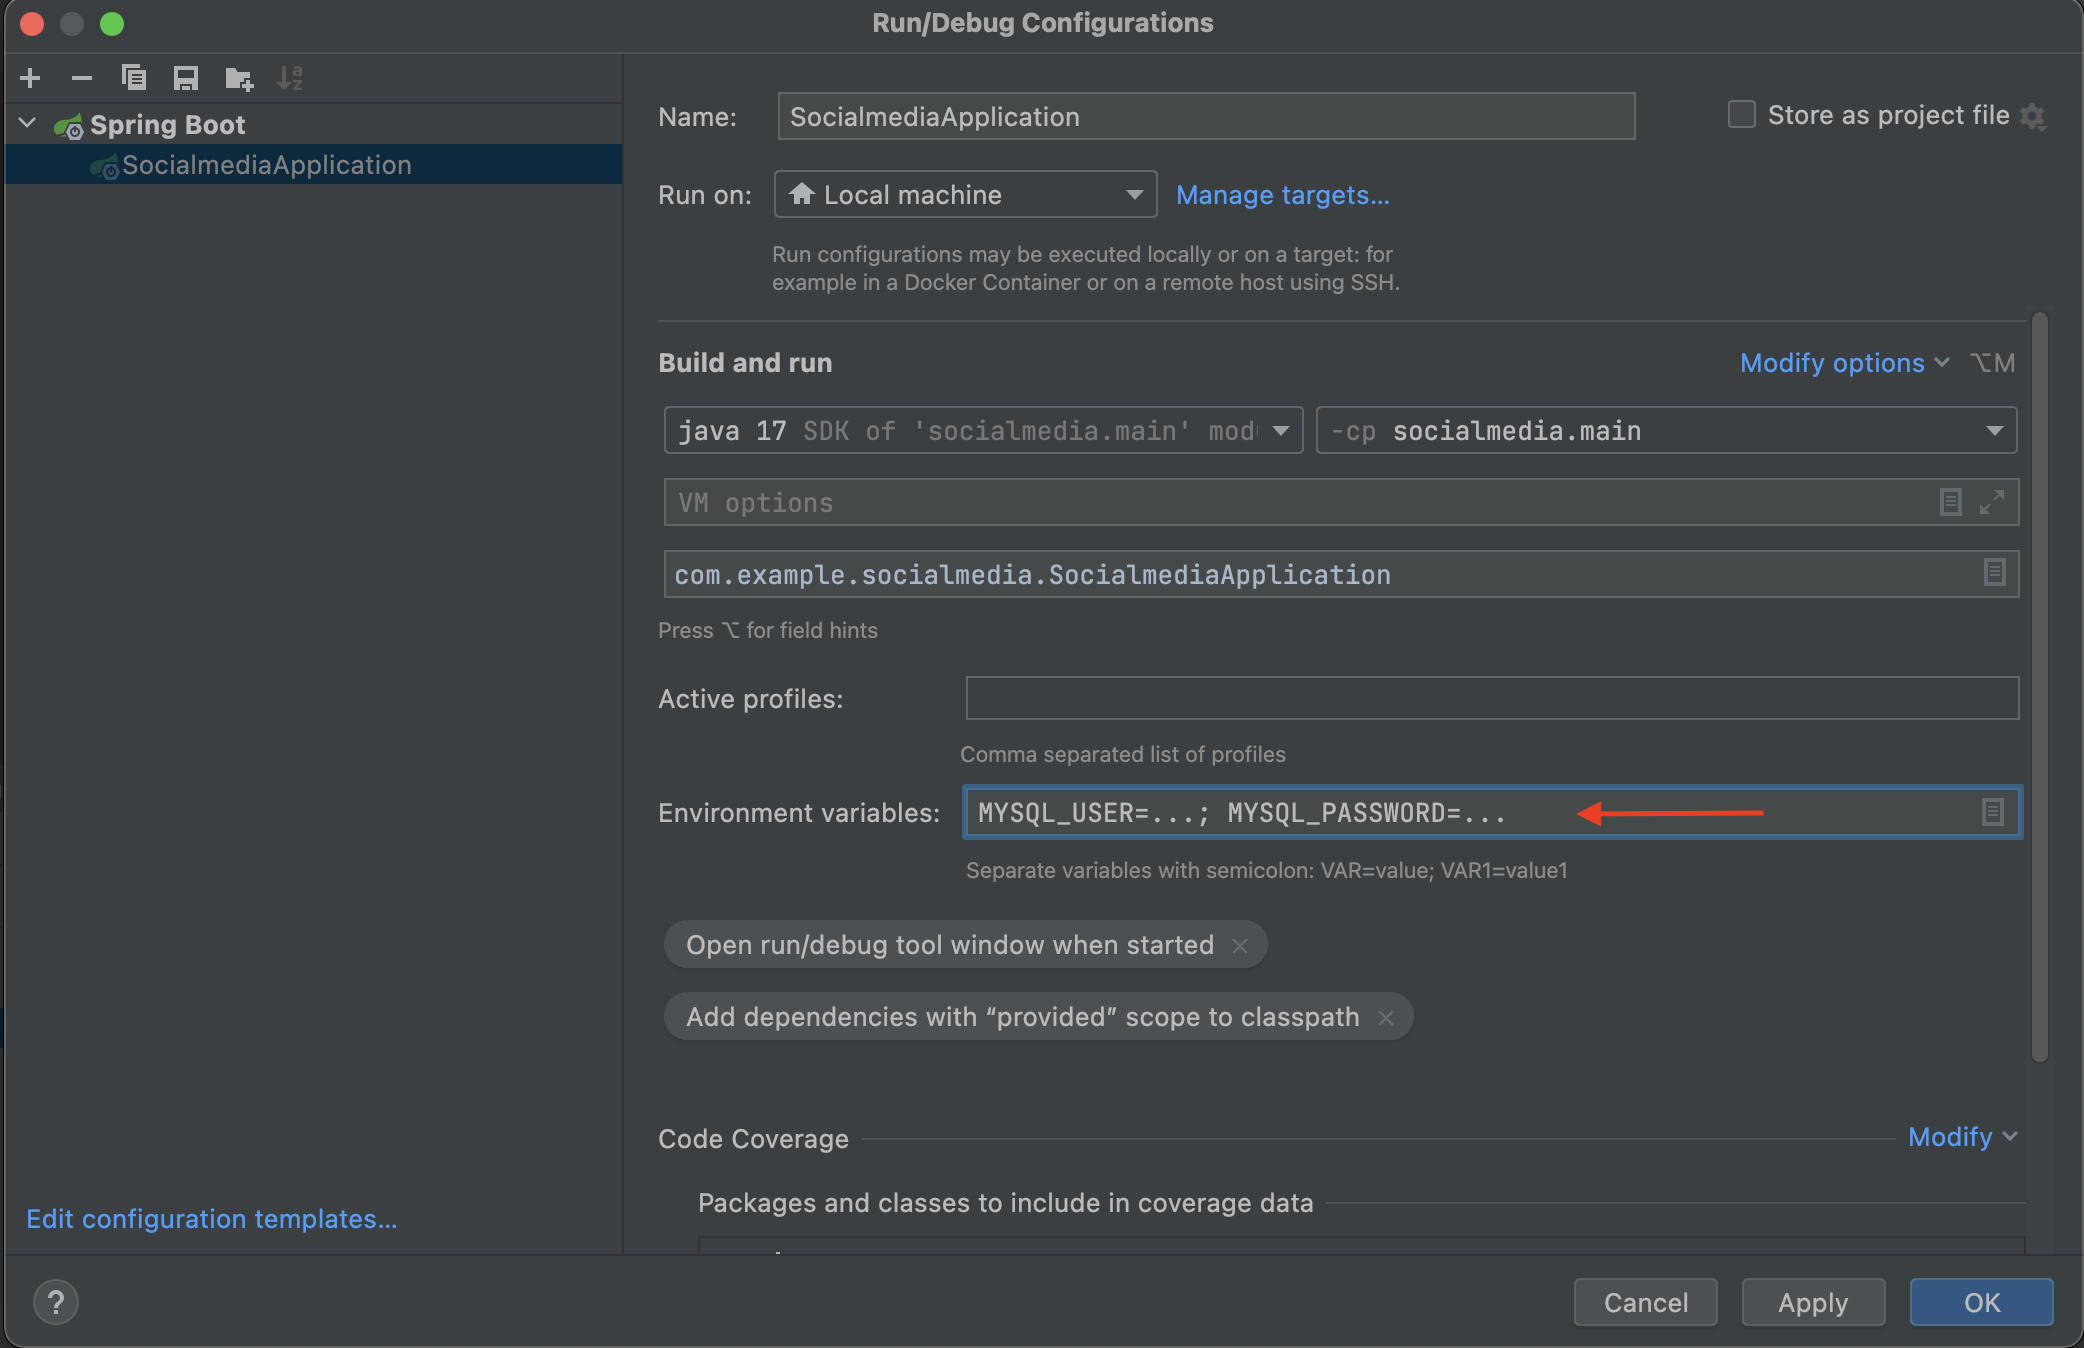 Run/Debug Configurations
Spring Boot
SocialmediaApplication
Edit configuration templates...
Name: SocialmediaApplication
Store as project file
Run on: Local machine Manage targets...
Run configurations may be executed locally or on a target: for
example in a Docker Container or on a remote host using SSH.
Build and run Modify options ⌥M
java 17 SDK of 'socialmedia.main' -cp socialmedia.main
VM options
com.example.socialmedia.SocialmediaApplication
Press ⌥ for field hints
Active profiles:
Comma separated list of profiles
Environment variables: MYSQL_USER=...; MYSQL_PASSWORD=...
Separate variables with semicolon: VAR=value; VAR1=value1
Open run/debug tool window when started
Add dependencies with “provided” scope to classpath
Code Coverage Modify
Packages and classes to include in coverage data
? Cancel Apply OK